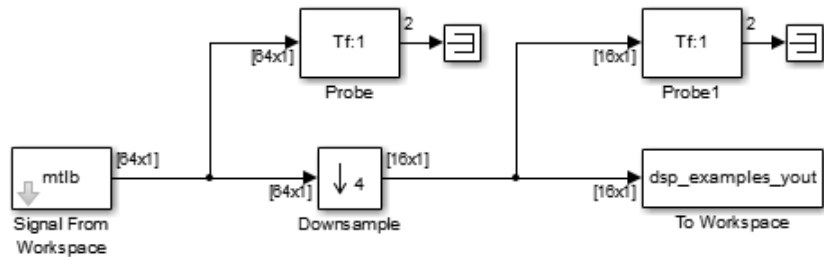 Tf:1
2
[64x1]
Probe
Tf:1
2
[16x1]
Probe1
mtlb
[64x1]
Signal From
Workspace
[64x1]
4
[16x1]
Downsample
dsp_examples_yout
[16x1]
To Workspace